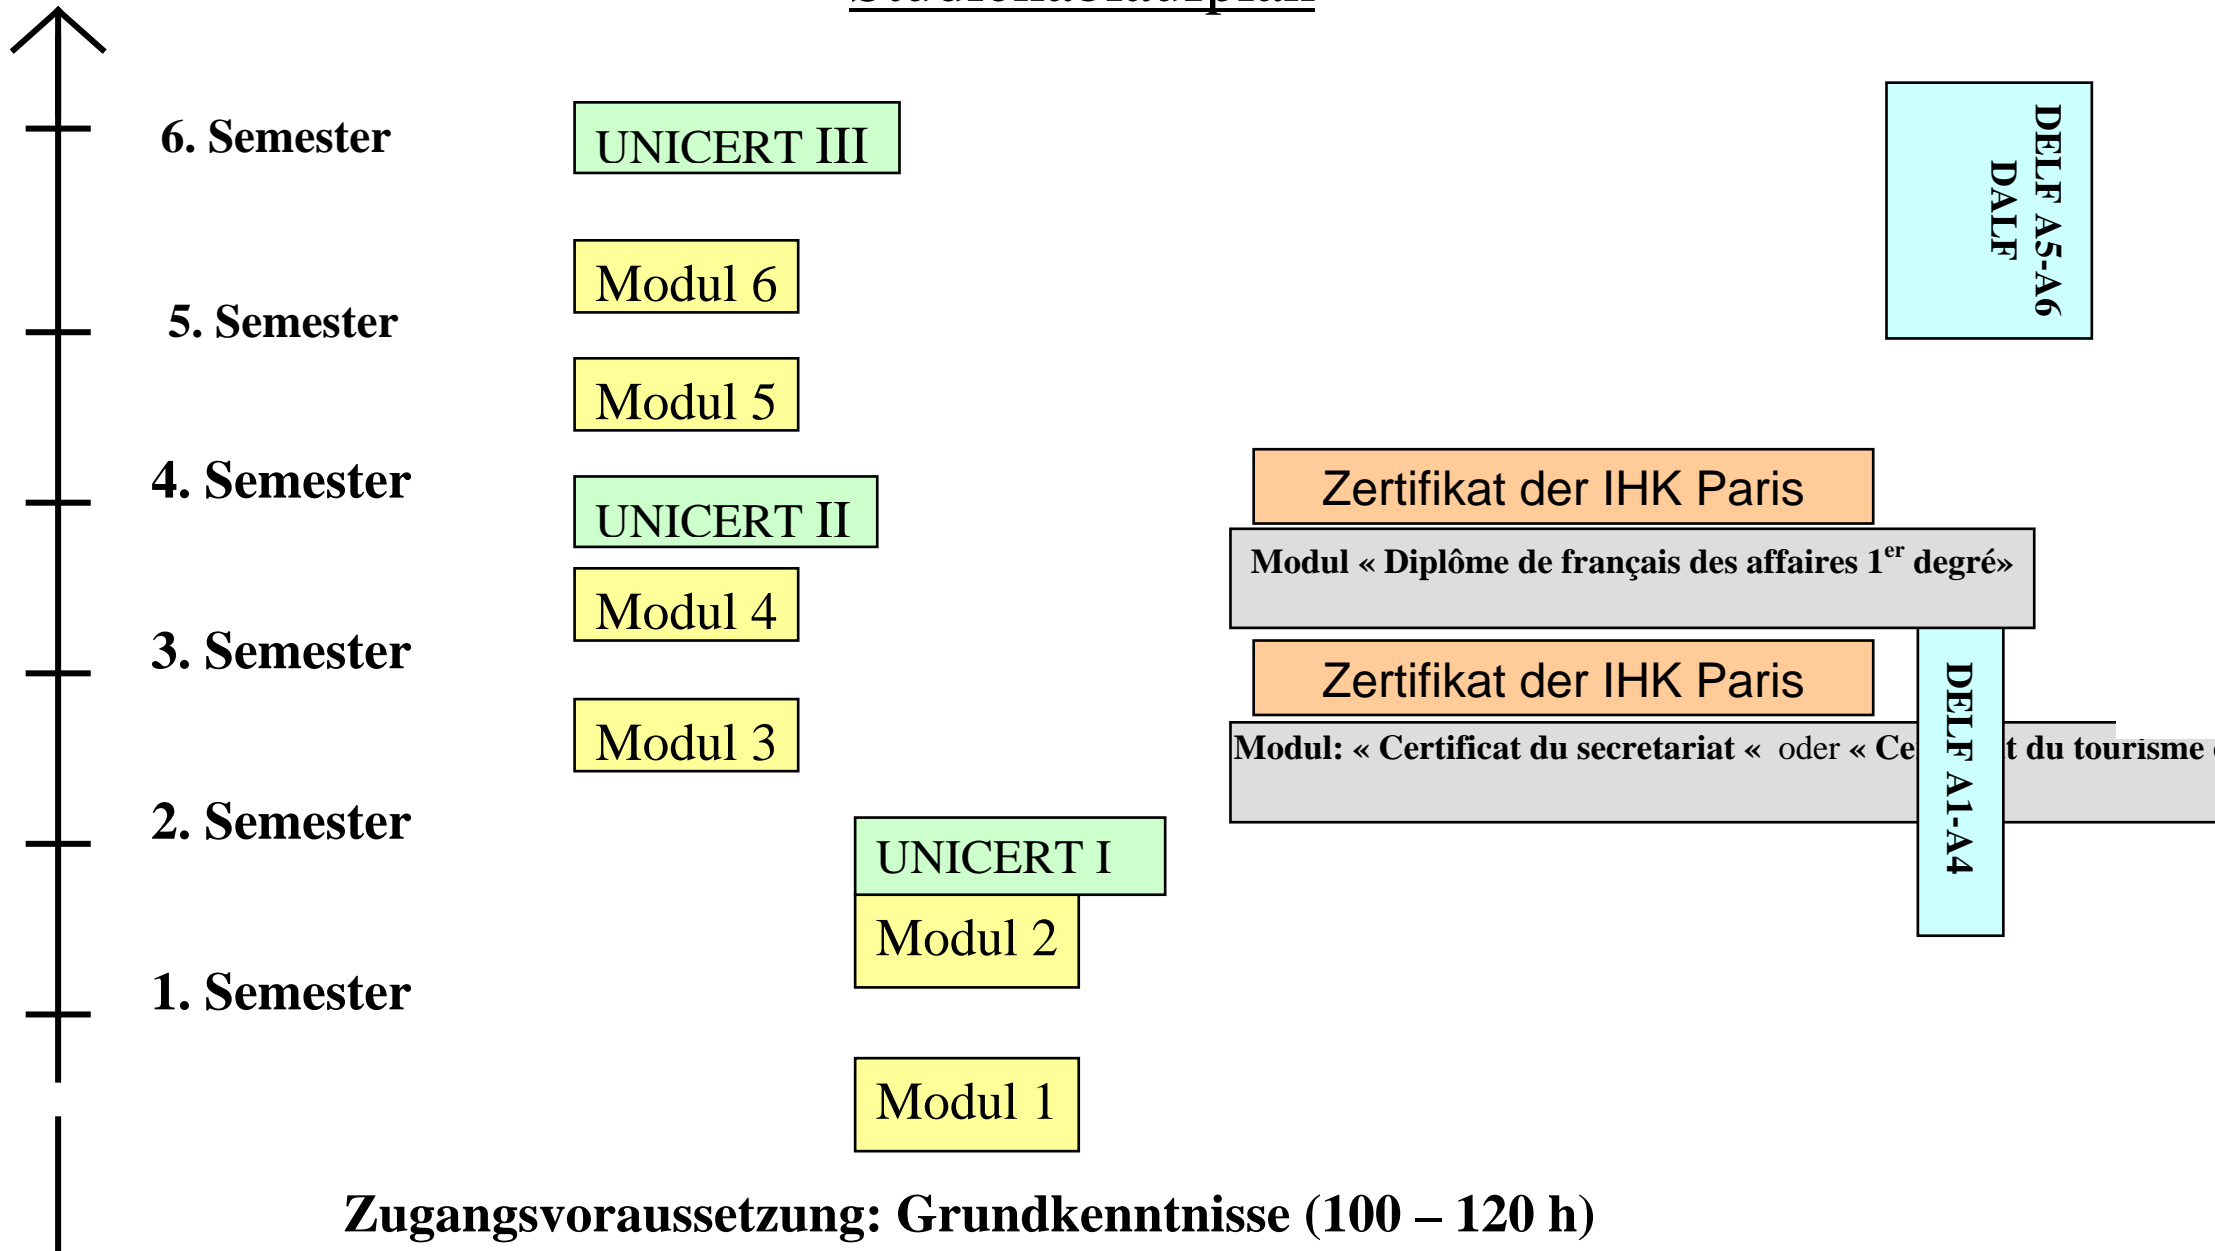 6. Semester
UNICERT III
DELF A5-A6
DALF
Modul 6
5. Semester
Modul 5
4. Semester
UNICERT II
Zertifikat der IHK Paris
Modul « Diplôme de français des affaires 1er degré»
Modul 4
3. Semester
Zertifikat der IHK Paris
DELF A1-A4
Modul 3
Modul: « Certificat du secretariat « oder « Ce t du tourisme
2. Semester
UNICERT I
Modul 2
1. Semester
Modul 1
Zugangsvoraussetzung: Grundkenntnisse (100 – 120 h)